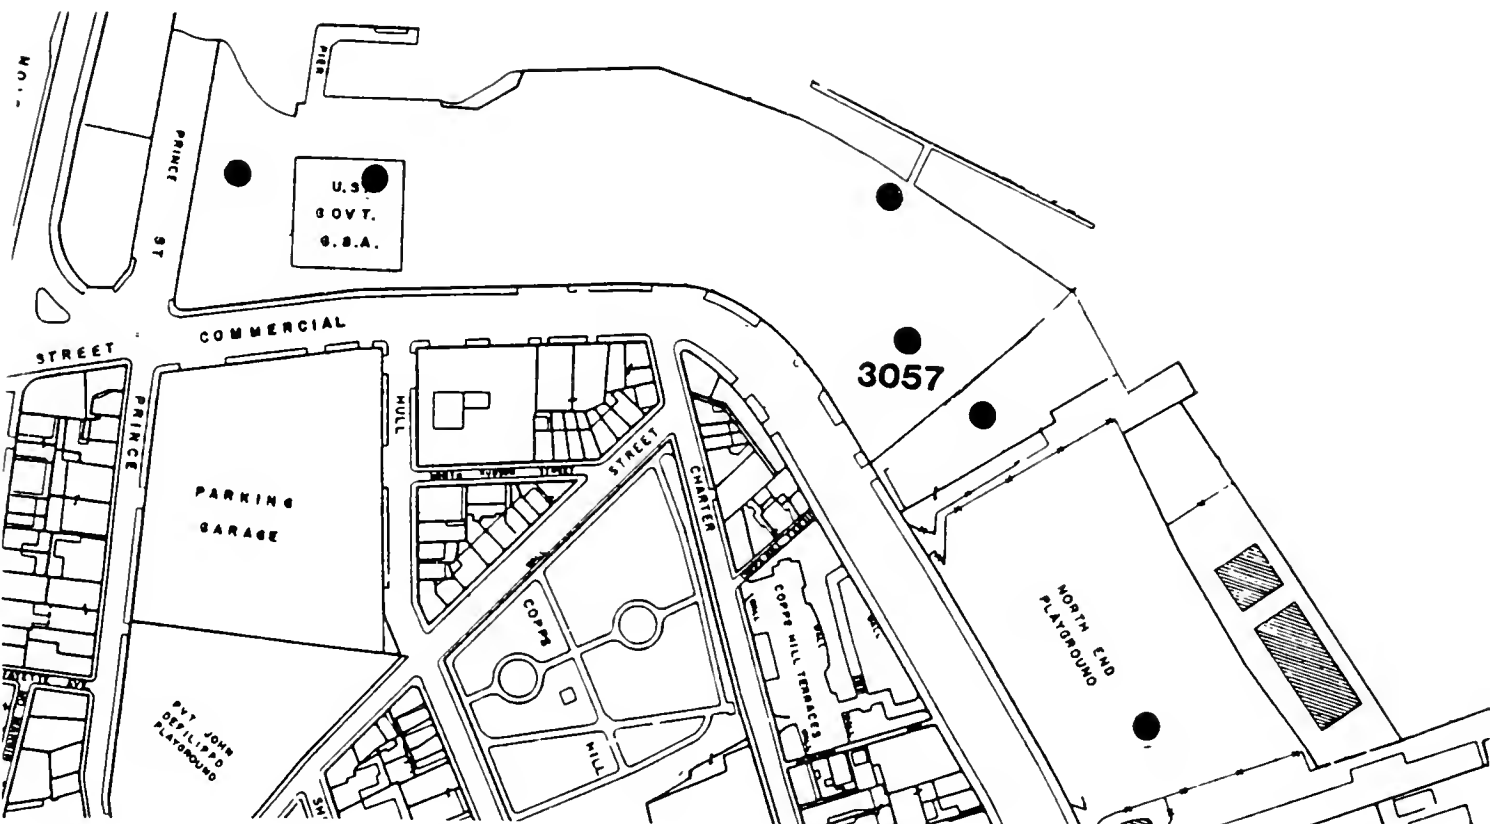 PIER
PRINCE
ST
U.S.
GOVT.
G.S.A.
COMMERCIAL
STREET
3057
PRINCE
HULL
STREET
CHARTER
STREET
PARKING
GARAGE
COPPS
HILL
COPPS HILL TERRACES
NORTH END
PLAYGROUND
PVT. JOHN
DEFILIPPO
PLAYGROUND